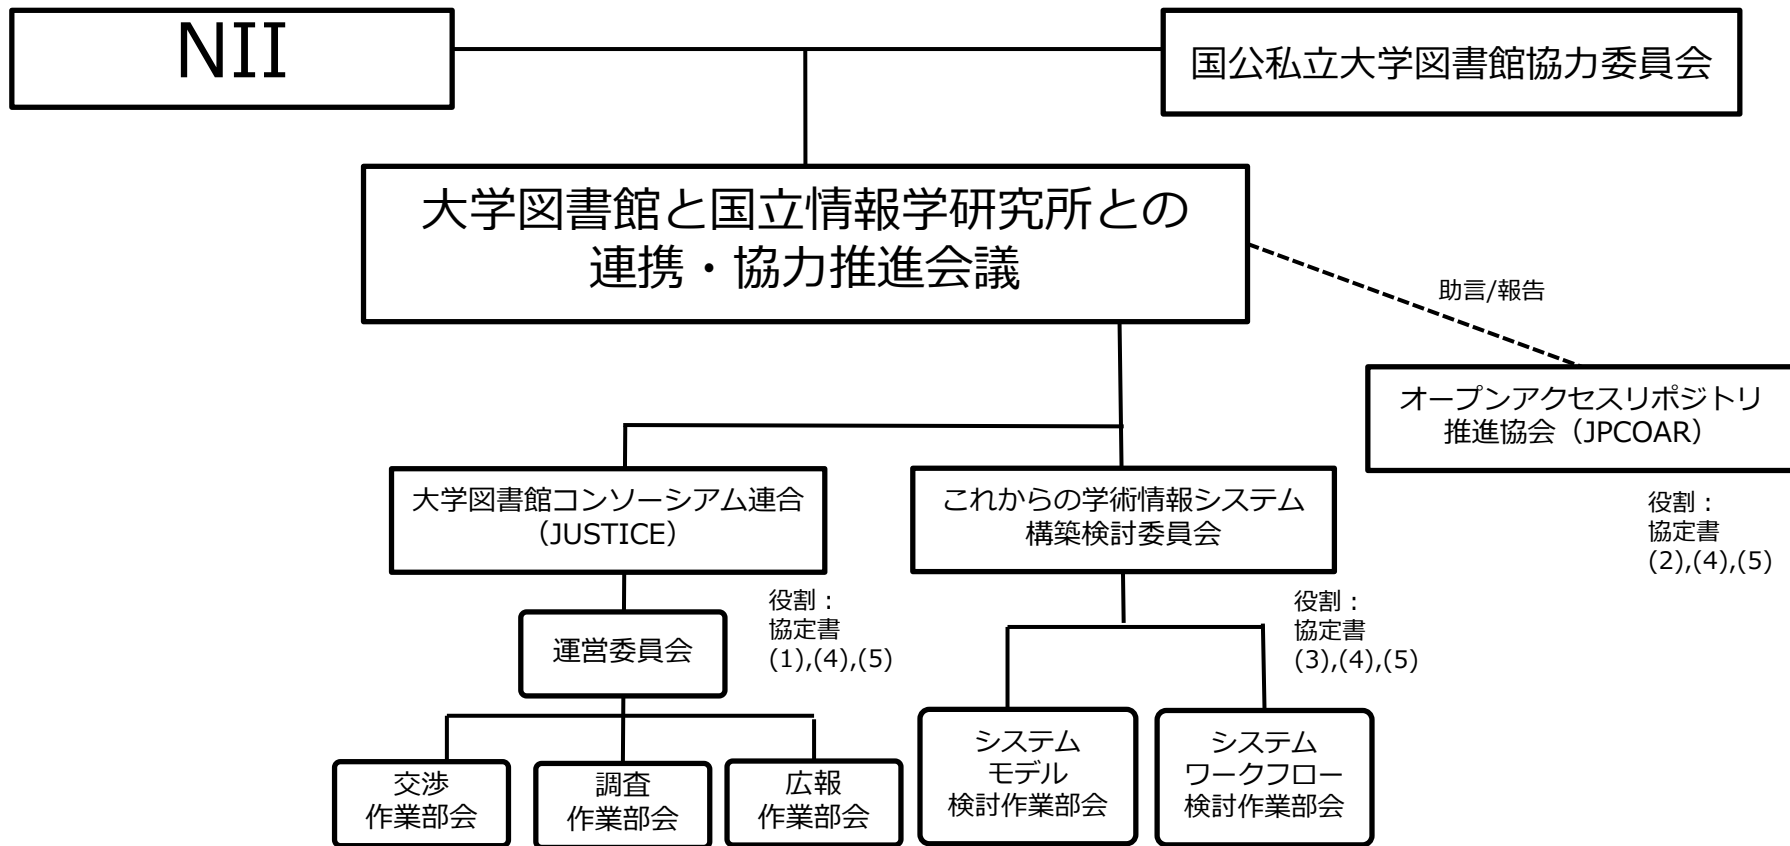 NII
国公私立大学図書館協力委員会
大学図書館と国立情報学研究所との
連携・協力推進会議
助言/報告
オープンアクセスリポジトリ
推進協会（JPCOAR）
役割：
協定書
(2),(4),(5)
大学図書館コンソーシアム連合
（JUSTICE）
役割：
協定書
(1),(4),(5)
これからの学術情報システム
構築検討委員会
役割：
協定書
(3),(4),(5)
運営委員会
交渉
作業部会
調査
作業部会
広報
作業部会
システム
モデル
検討作業部会
システム
ワークフロー
検討作業部会